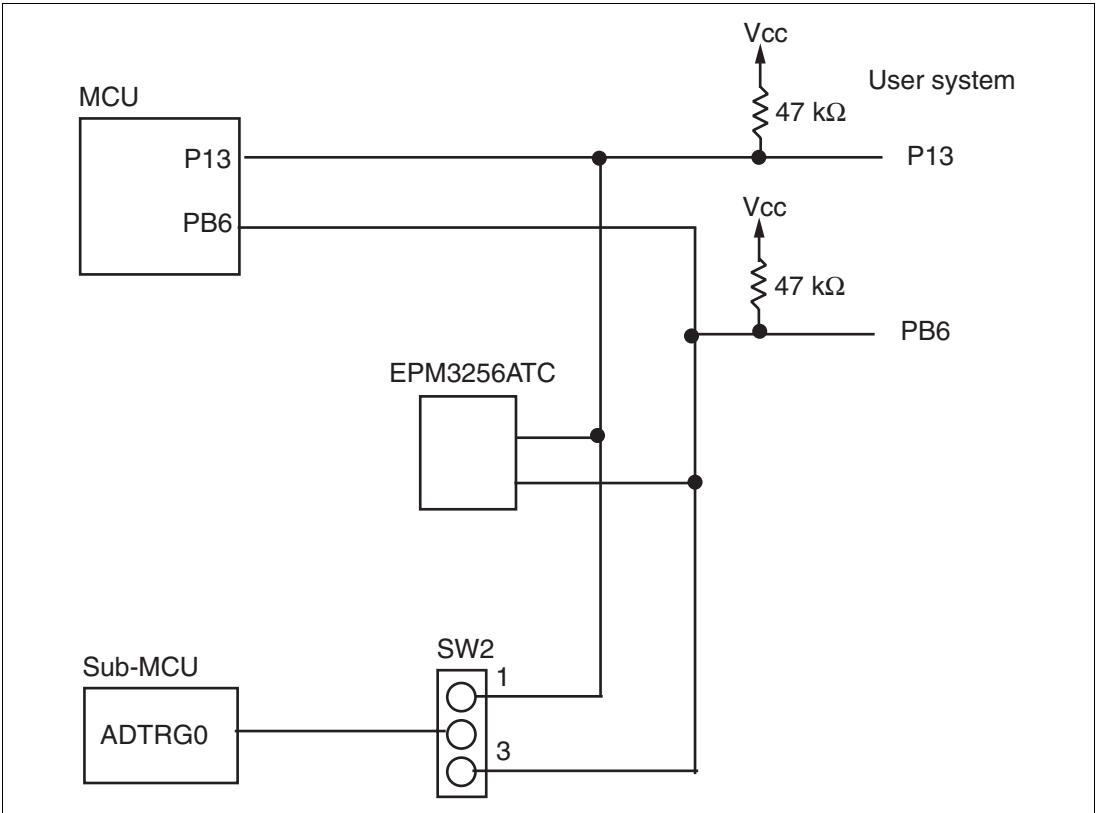 Vcc
User system
MCU
47 kΩ
P13
P13
Vcc
PB6
47 kΩ
PB6
EPM3256ATC
SW2
1
Sub-MCU
ADTRG0
3